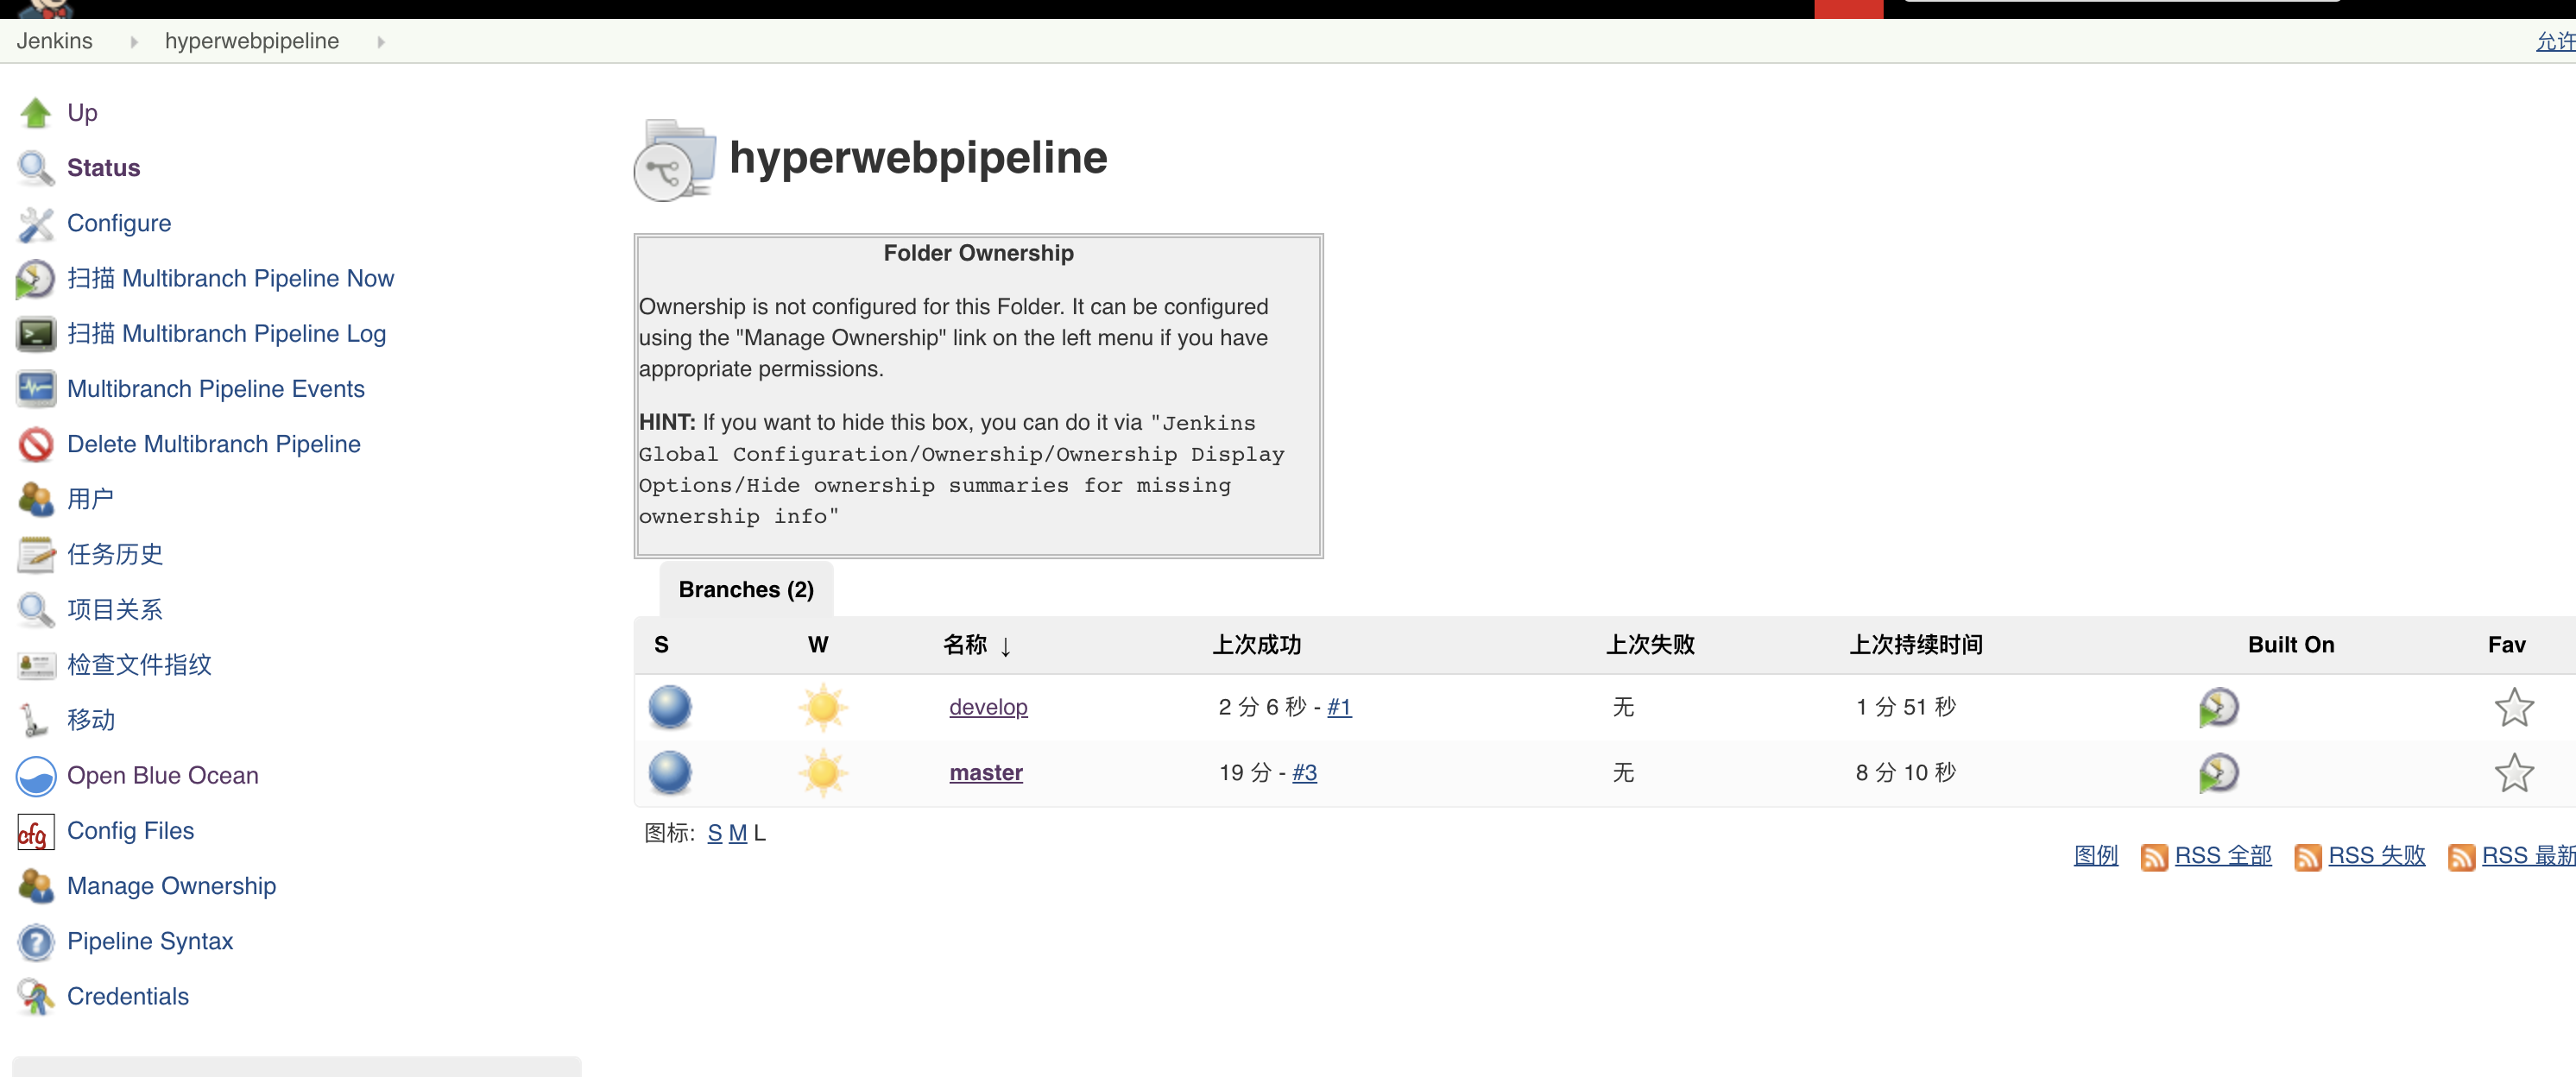 Jenkins hyperwebpipeline 允许
Up
Status
Configure
扫描 Multibranch Pipeline Now
扫描 Multibranch Pipeline Log
Multibranch Pipeline Events
Delete Multibranch Pipeline
用户
任务历史
项目关系
检查文件指纹
移动
Open Blue Ocean
cfg Config Files
Manage Ownership
Pipeline Syntax
Credentials
hyperwebpipeline
Folder Ownership
Ownership is not configured for this Folder. It can be configured
using the "Manage Ownership" link on the left menu if you have
appropriate permissions.
HINT: If you want to hide this box, you can do it via "Jenkins
Global Configuration/Ownership/Ownership Display
Options/Hide ownership summaries for missing
ownership info"
Branches (2)
S W 名称 ↓ 上次成功 上次失败 上次持续时间 Built On Fav
develop 2 分 6 秒 - #1 无 1 分 51 秒
master 19 分 - #3 无 8 分 10 秒
图标: S M L
图例 RSS 全部 RSS 失败 RSS 最新